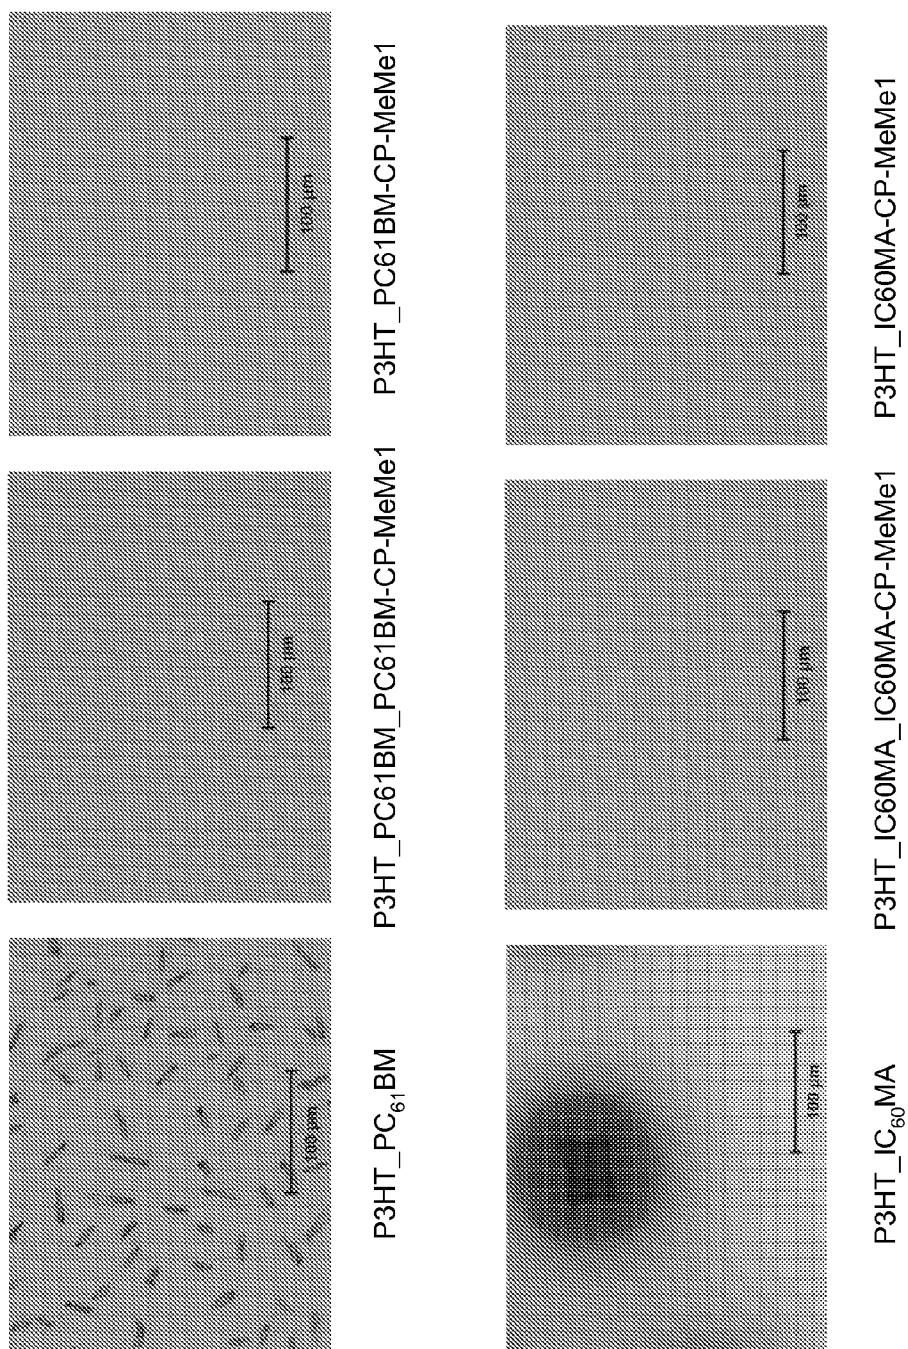 100 µm
100 µm
100 µm
P3HT_PC₆₁BM
P3HT_PC61BM_PC61BM-CP-MeMe1
P3HT_PC61BM-CP-MeMe1
100 µm
100 µm
100 µm
P3HT_IC₆₀MA
P3HT_IC60MA_IC60MA-CP-MeMe1
P3HT_IC60MA-CP-MeMe1